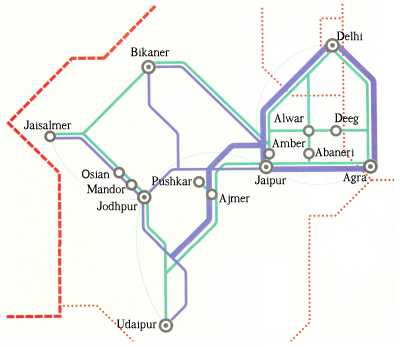 Delhi
Bikaner
Alwar
Deeg
Jaisalmer
Amber
Abaneri
Osian
Pushkar
Mandor
Jaipur
Agra
Jodhpur
Ajmer
Udaipur